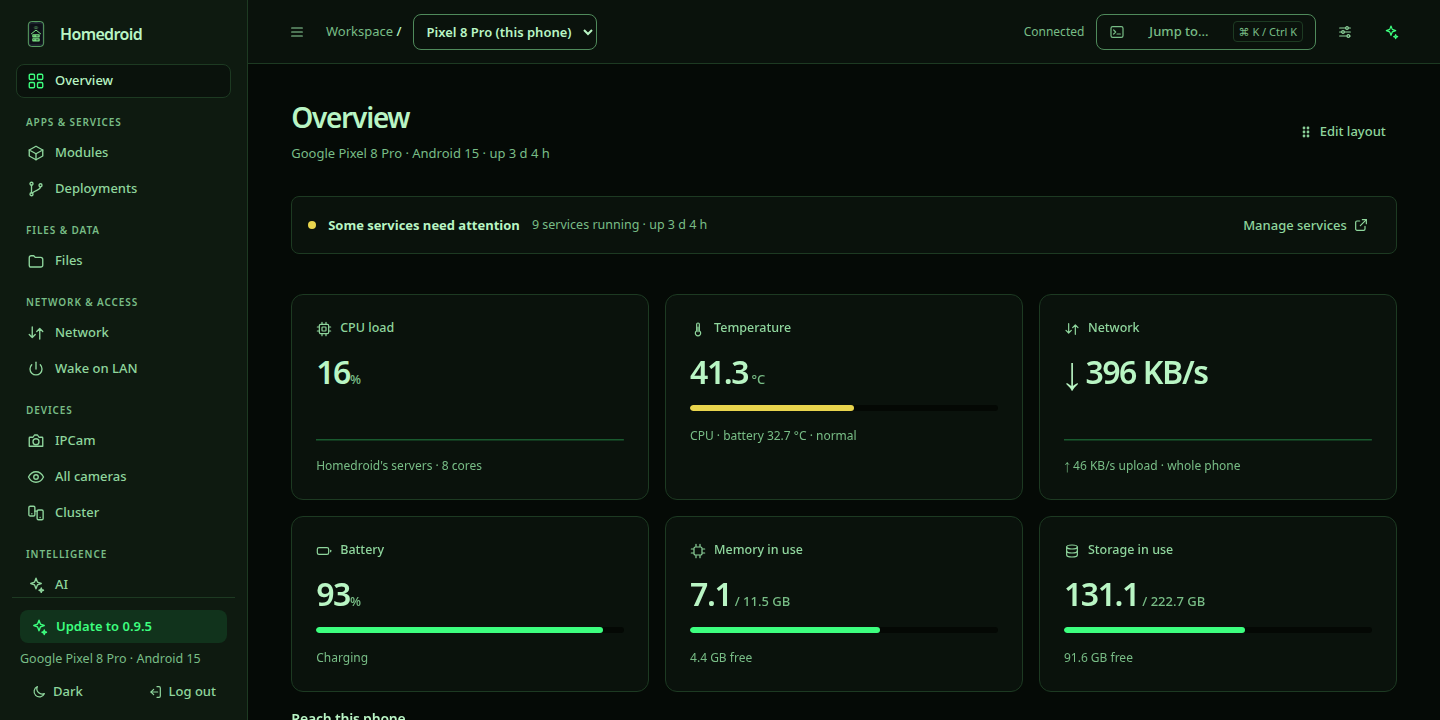 Homedroid
Overview
APPS & SERVICES
Modules
Deployments
FILES & DATA
Files
NETWORK & ACCESS
Network
Wake on LAN
DEVICES
IPCam
All cameras
Cluster
INTELLIGENCE
AI
Update to 0.9.5
Google Pixel 8 Pro · Android 15
Dark
Log out
Workspace /
Pixel 8 Pro (this phone)
Connected
Jump to...
⌘ K / Ctrl K
Overview
Google Pixel 8 Pro · Android 15 · up 3 d 4 h
Edit layout
Some services need attention 9 services running · up 3 d 4 h
Manage services
CPU load
16%
Homedroid's servers · 8 cores
Temperature
41.3 °C
CPU · battery 32.7 °C · normal
Network
↓ 396 KB/s
↑ 46 KB/s upload · whole phone
Battery
93%
Charging
Memory in use
7.1 / 11.5 GB
4.4 GB free
Storage in use
131.1 / 222.7 GB
91.6 GB free
Reach this phone